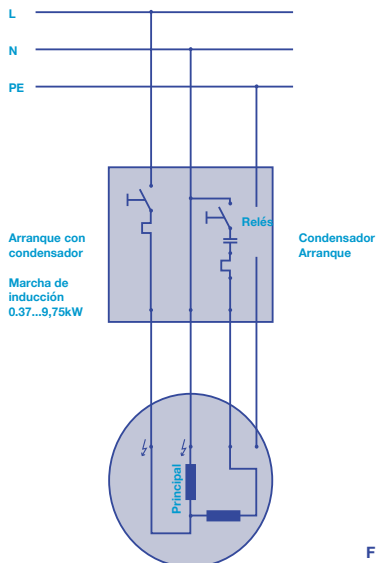 L
N
PE
Arranque con
condensador
Marcha de
inducción
0.37...9,75kW
Relés
Condensador
Arranque
Principal
F